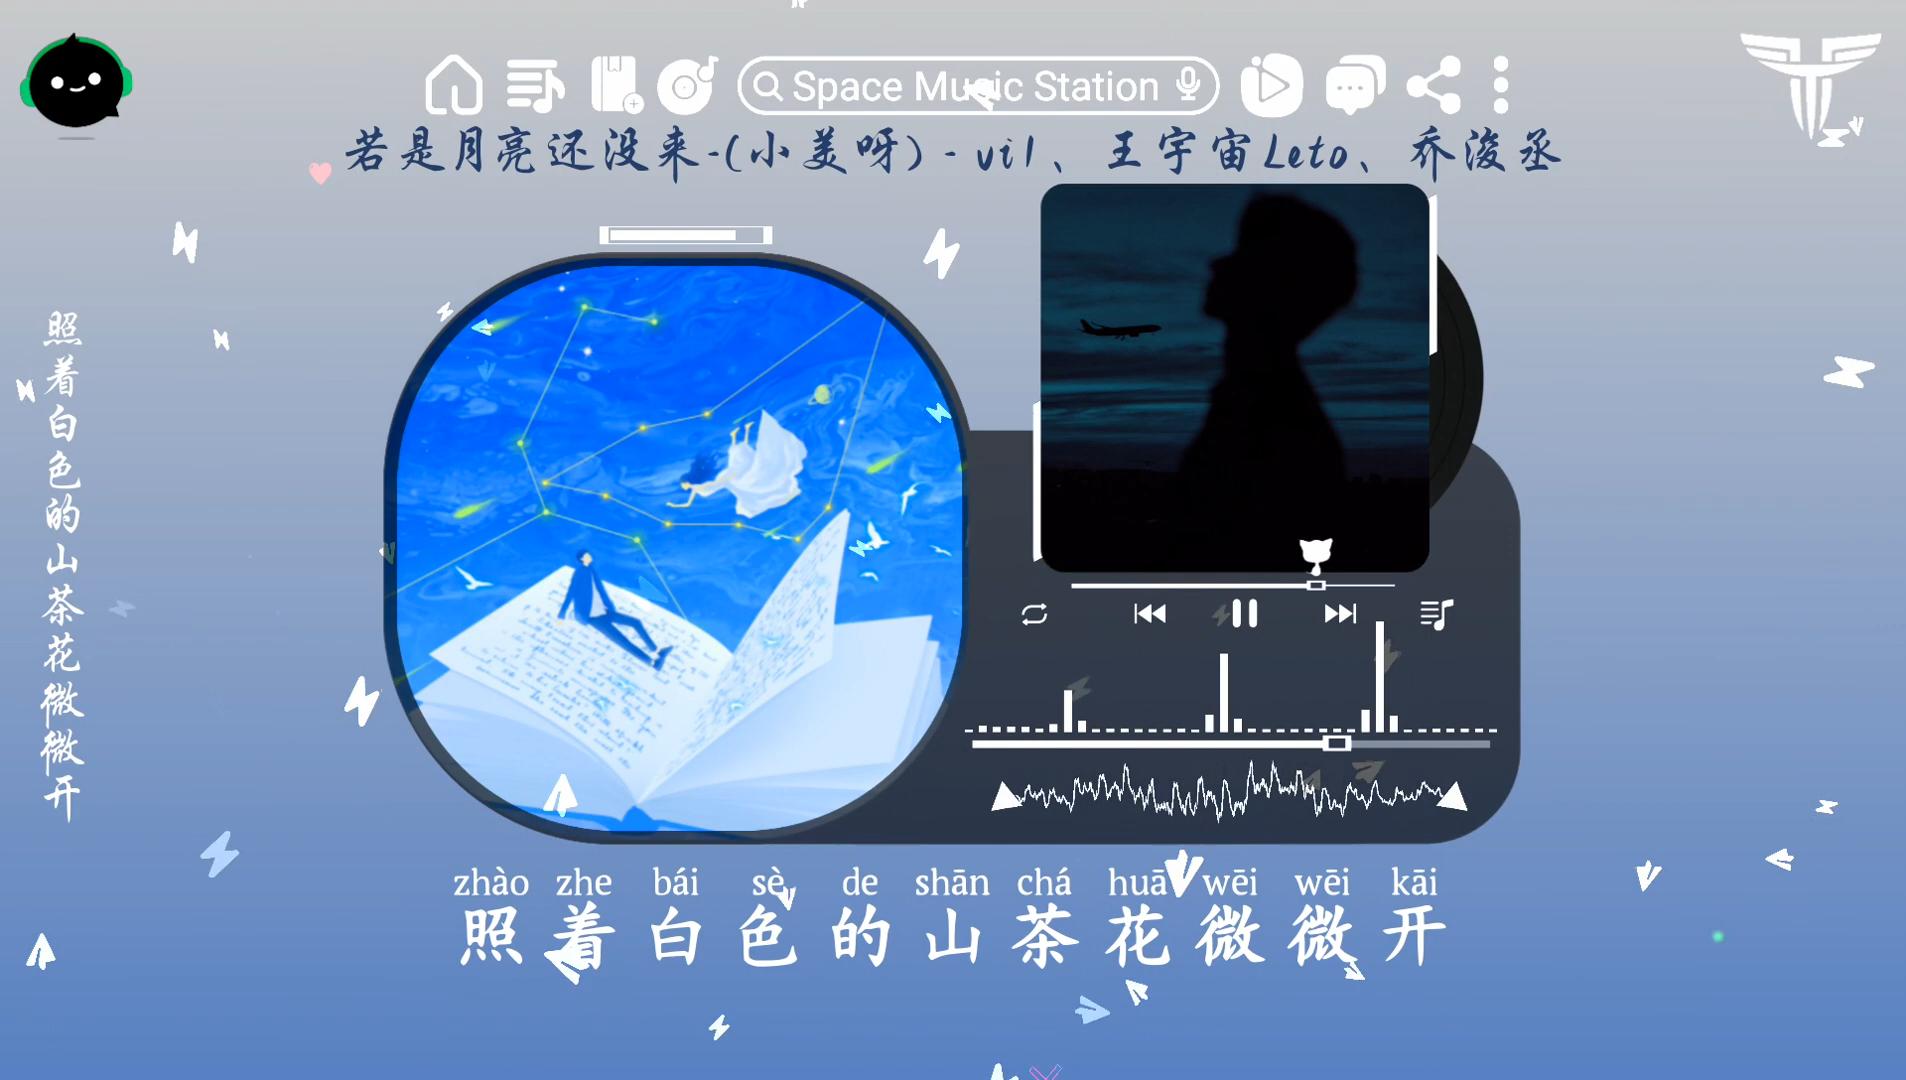 Space Music Station
若是月亮还没来-(小美呀) - vil、王宇宙Leto、乔浚丞
照着白色的山茶花微微开
zhào zhe bái sè de shān chá huā wēi wēi kāi
照着白色的山茶花微微开